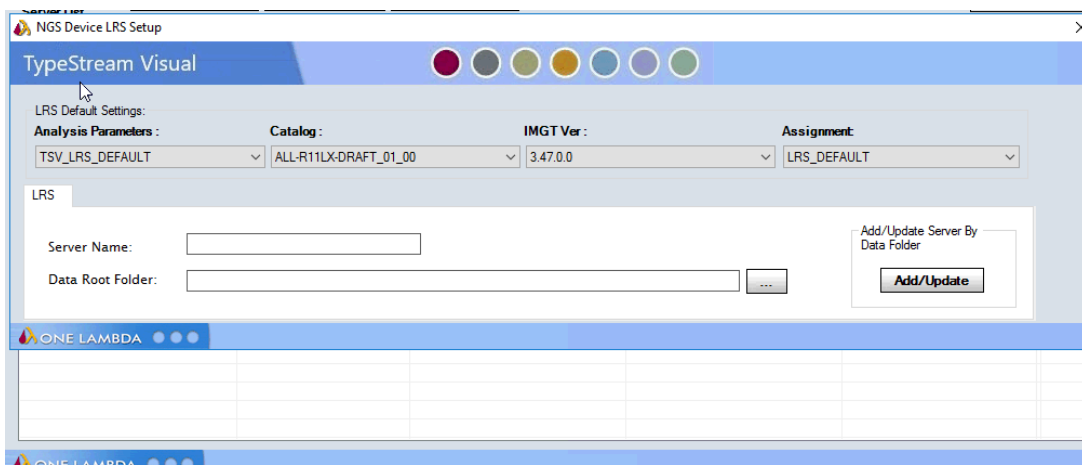 Server List
NGS Device LRS Setup
TypeStream Visual
LRS Default Settings:
Analysis Parameters : Catalog : IMGT Ver : Assignment:
TSV_LRS_DEFAULT ALL-R11LX-DRAFT_01_00 3.47.0.0 LRS_DEFAULT
LRS
Add/Update Server By
Data Folder
Server Name:
Data Root Folder: ... Add/Update
ONE LAMBDA
ONE LAMBDA